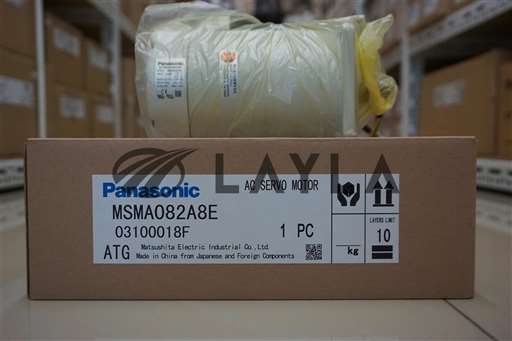 Panasonic
LAYLA
Panasonic
AC SERVO MOTOR
MSMA082A8E
03100018F
1 PC
ATG
Matsushita Electric Industrial Co.,Ltd.
Made in China from Japanese and Foreign Components
kg
LAYERS LIMIT
10